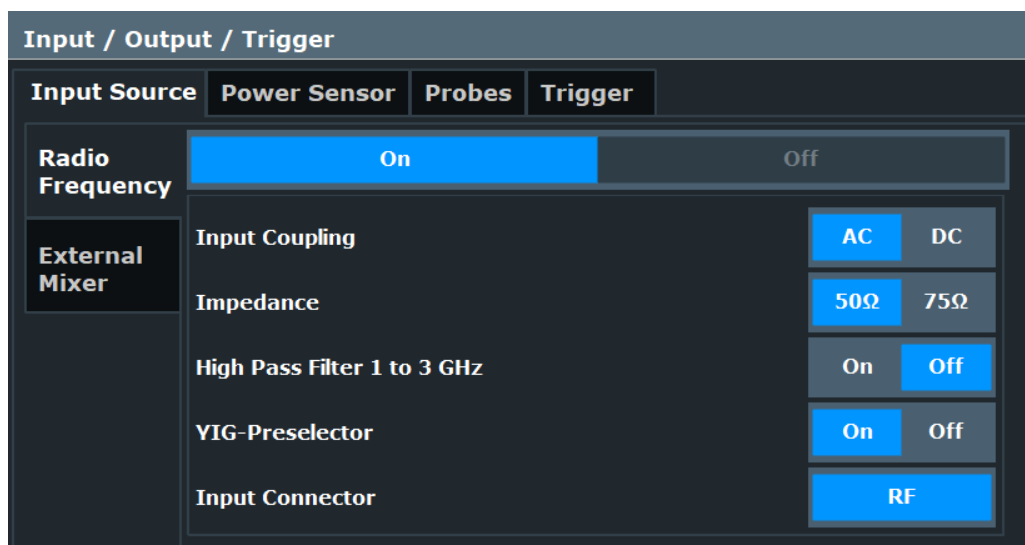 Input / Output / Trigger
Input Source Power Sensor Probes Trigger
Radio
Frequency
On Off
External
Mixer
Input Coupling AC DC
Impedance 50Ω 75Ω
High Pass Filter 1 to 3 GHz On Off
YIG-Preselector On Off
Input Connector RF